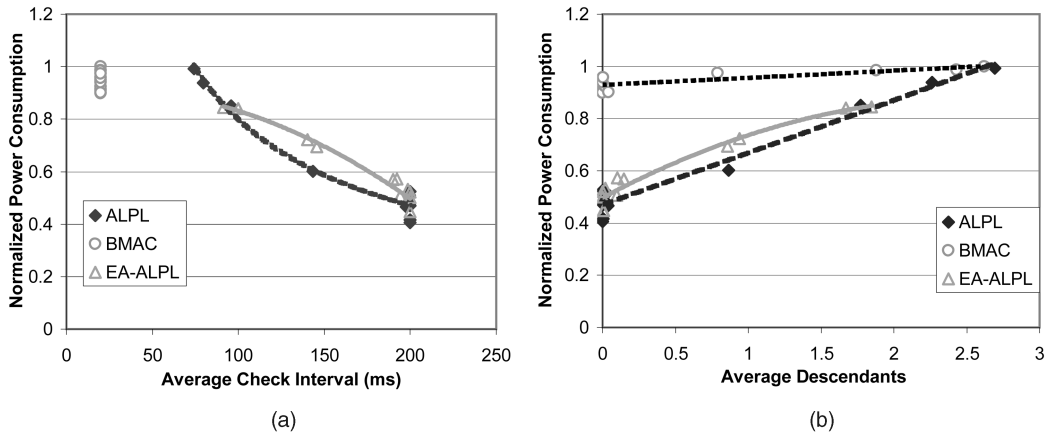 Normalized Power Consumption
1.2
1
0.8
0.6
0.4
0.2
0
ALPL
BMAC
EA-ALPL
0 50 100 150 200 250
Average Check Interval (ms)
(a)
Normalized Power Consumption
1.2
1
0.8
0.6
0.4
0.2
0
ALPL
BMAC
EA-ALPL
0 0.5 1 1.5 2 2.5 3
Average Descendants
(b)